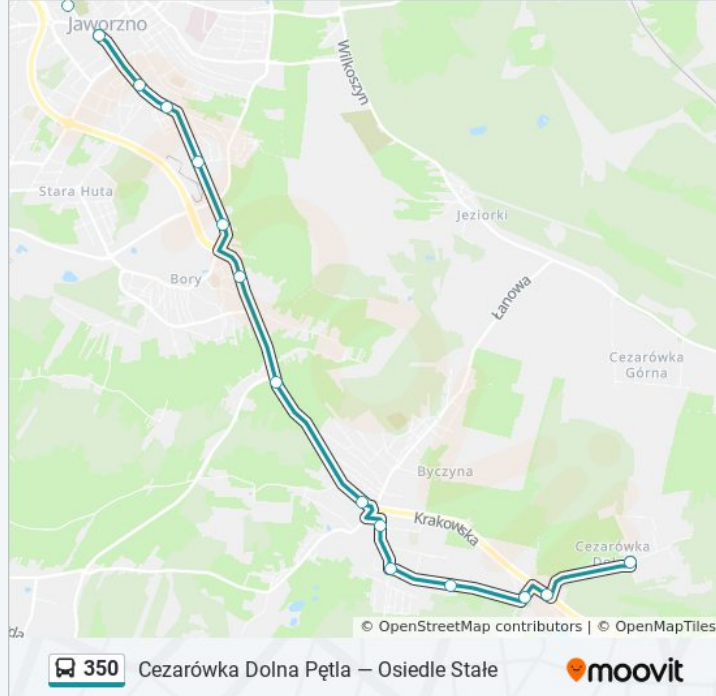 Jaworzno
Wilkoszyn
Stara Huta
Jeziorki
Bory
Łanowa
Cezarówka
Górna
Byczyna
Krakowska
Cezarówka
© OpenStreetMap contributors | © OpenMapTiles
350 Cezarówka Dolna Pętla — Osiedle Stałe moovit